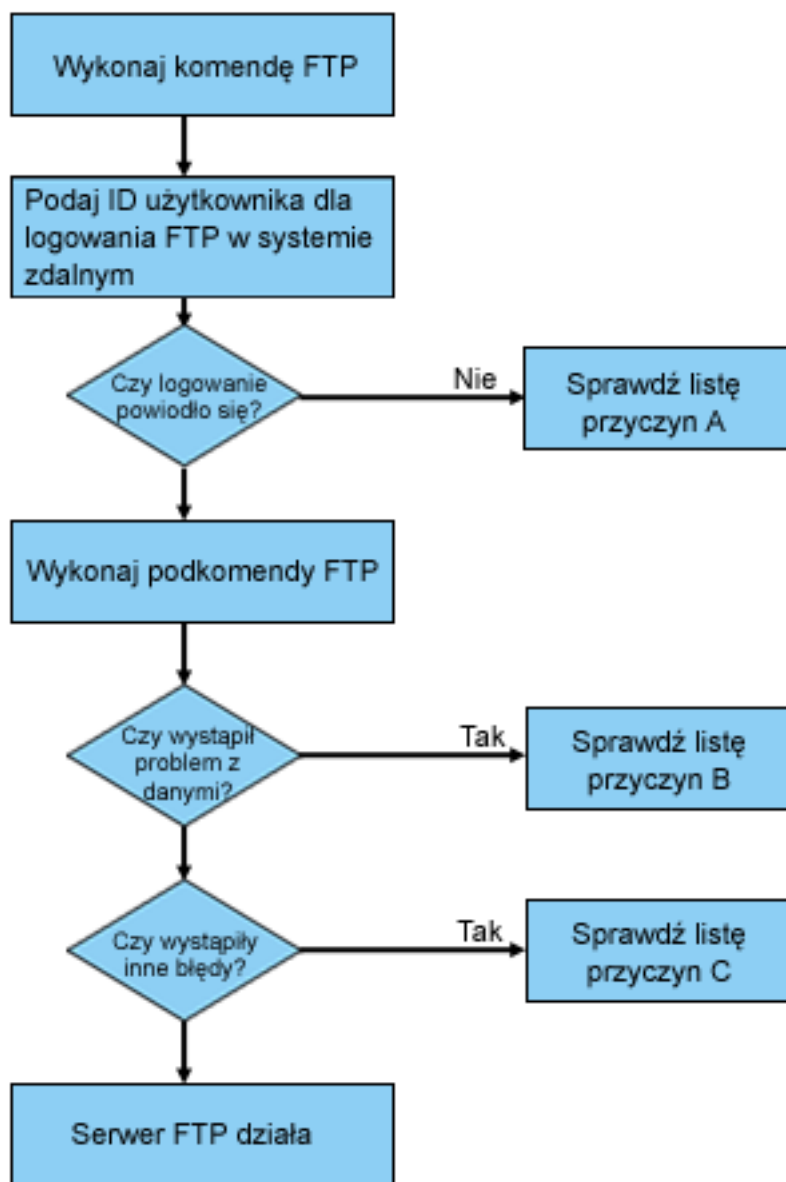 Wykonaj komendę FTP
Podaj ID użytkownika dla
logowania FTP w systemie
zdalnym
Czy logowanie
powiodło się?
Nie
Sprawdź listę
przyczyn A
Wykonaj podkomendy FTP
Czy wystąpił
problem z
danymi?
Tak
Sprawdź listę
przyczyn B
Czy wystąpiły
inne błędy?
Tak
Sprawdź listę
przyczyn C
Serwer FTP działa